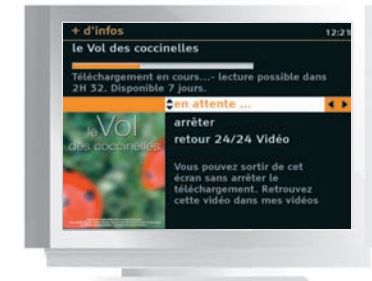 + d'infos 12:21
le Vol des coccinelles
Téléchargement en cours...- lecture possible dans
2H 32. Disponible 7 jours.
en attente ...
arrêter
retour 24/24 Vidéo
le Vol
des coccinelles
Vous pouvez sortir de cet
écran sans arrêter le
téléchargement. Retrouvez
cette vidéo dans mes vidéos